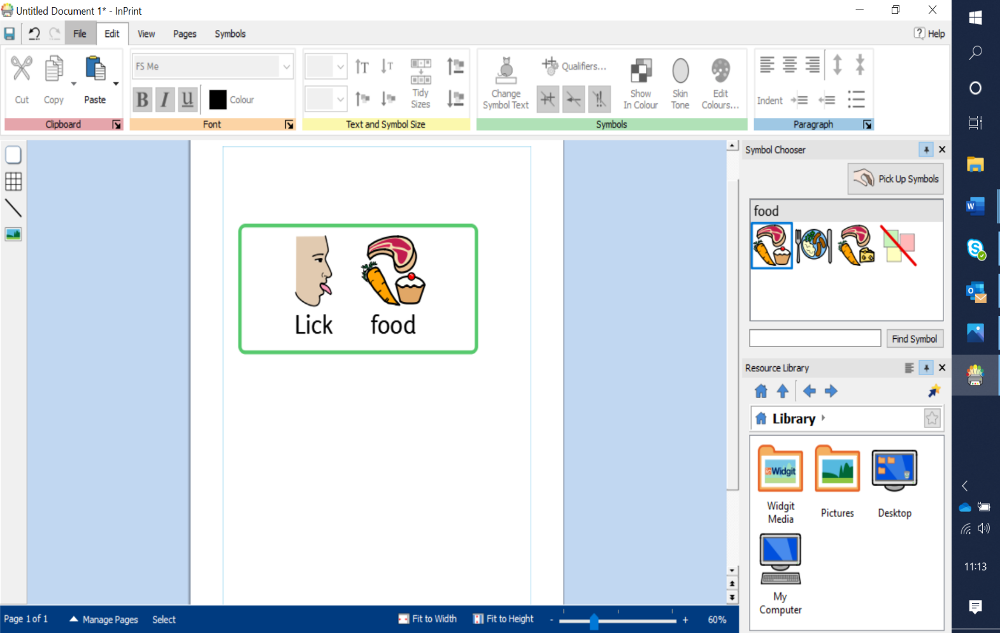 Untitled Document 1* - InPrint
File Edit View Pages Symbols
Help
Cut Copy Paste
Clipboard
FS Me
B I U Colour
Font
T T
Tidy
Sizes
Text and Symbol Size
Change
Symbol Text
Qualifiers...
Show
In Colour
Skin
Tone
Edit
Colours...
Symbols
Indent
Paragraph
Lick food
Symbol Chooser
Pick Up Symbols
food
Find Symbol
Resource Library
Library
Widgit
Widgit
Media
Pictures
Desktop
My
Computer
Page 1 of 1 Manage Pages Select
Fit to Width Fit to Height - + 60%
W
S
O
11:13